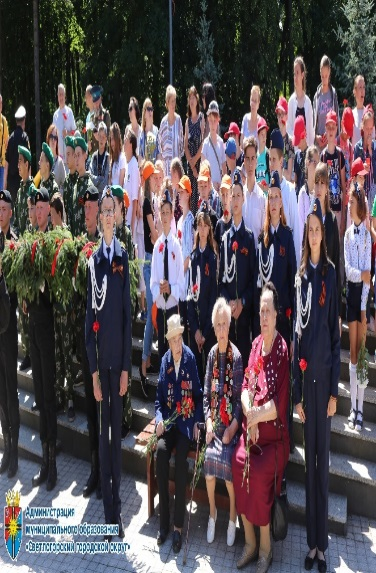 Администрация
муниципального образования
«Светлогорский городской округ»